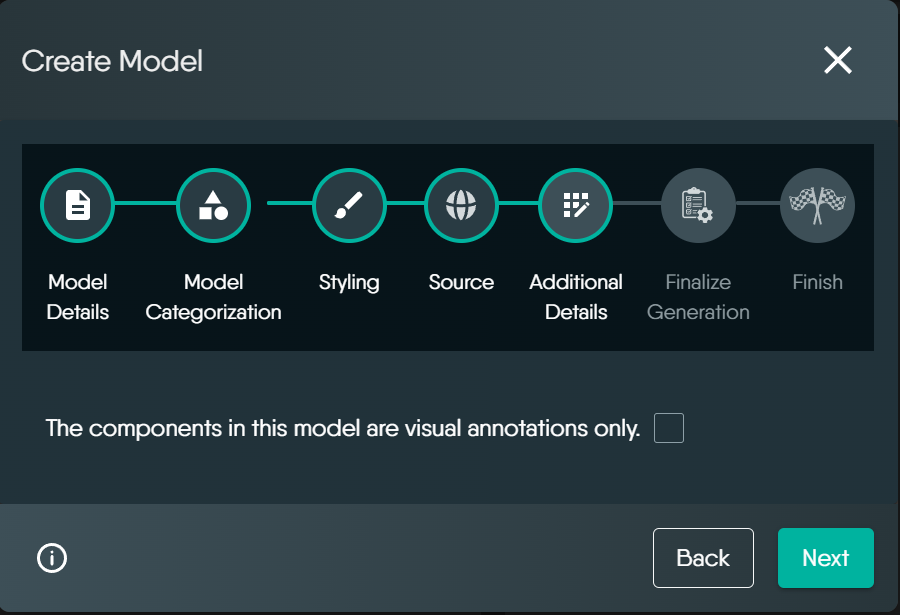 Create Model
Model
Details
Model
Categorization
Styling
Source
Additional
Details
Finalize
Generation
Finish
The components in this model are visual annotations only.
Back
Next